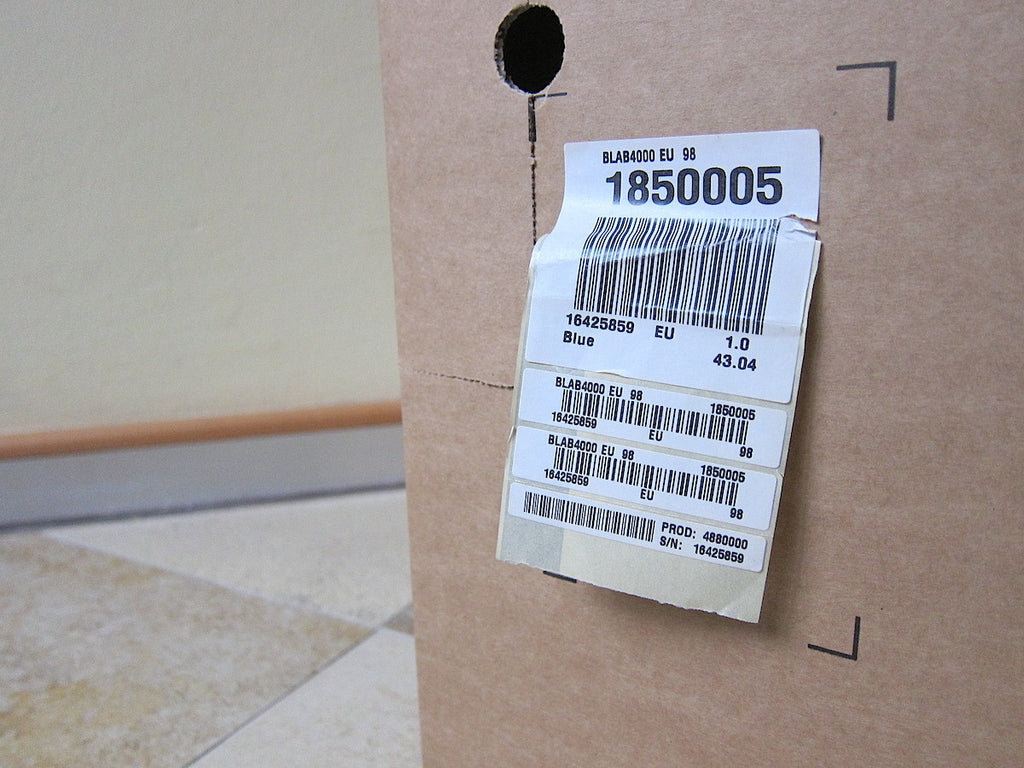 BLAB4000 EU 98
1850005
16425859 EU 1.0
Blue 43.04
BLAB4000 EU 98 1850005
16425859 EU 98
BLAB4000 EU 98 1850005
16425859 EU 98
PROD: 4880000
S/N: 16425859